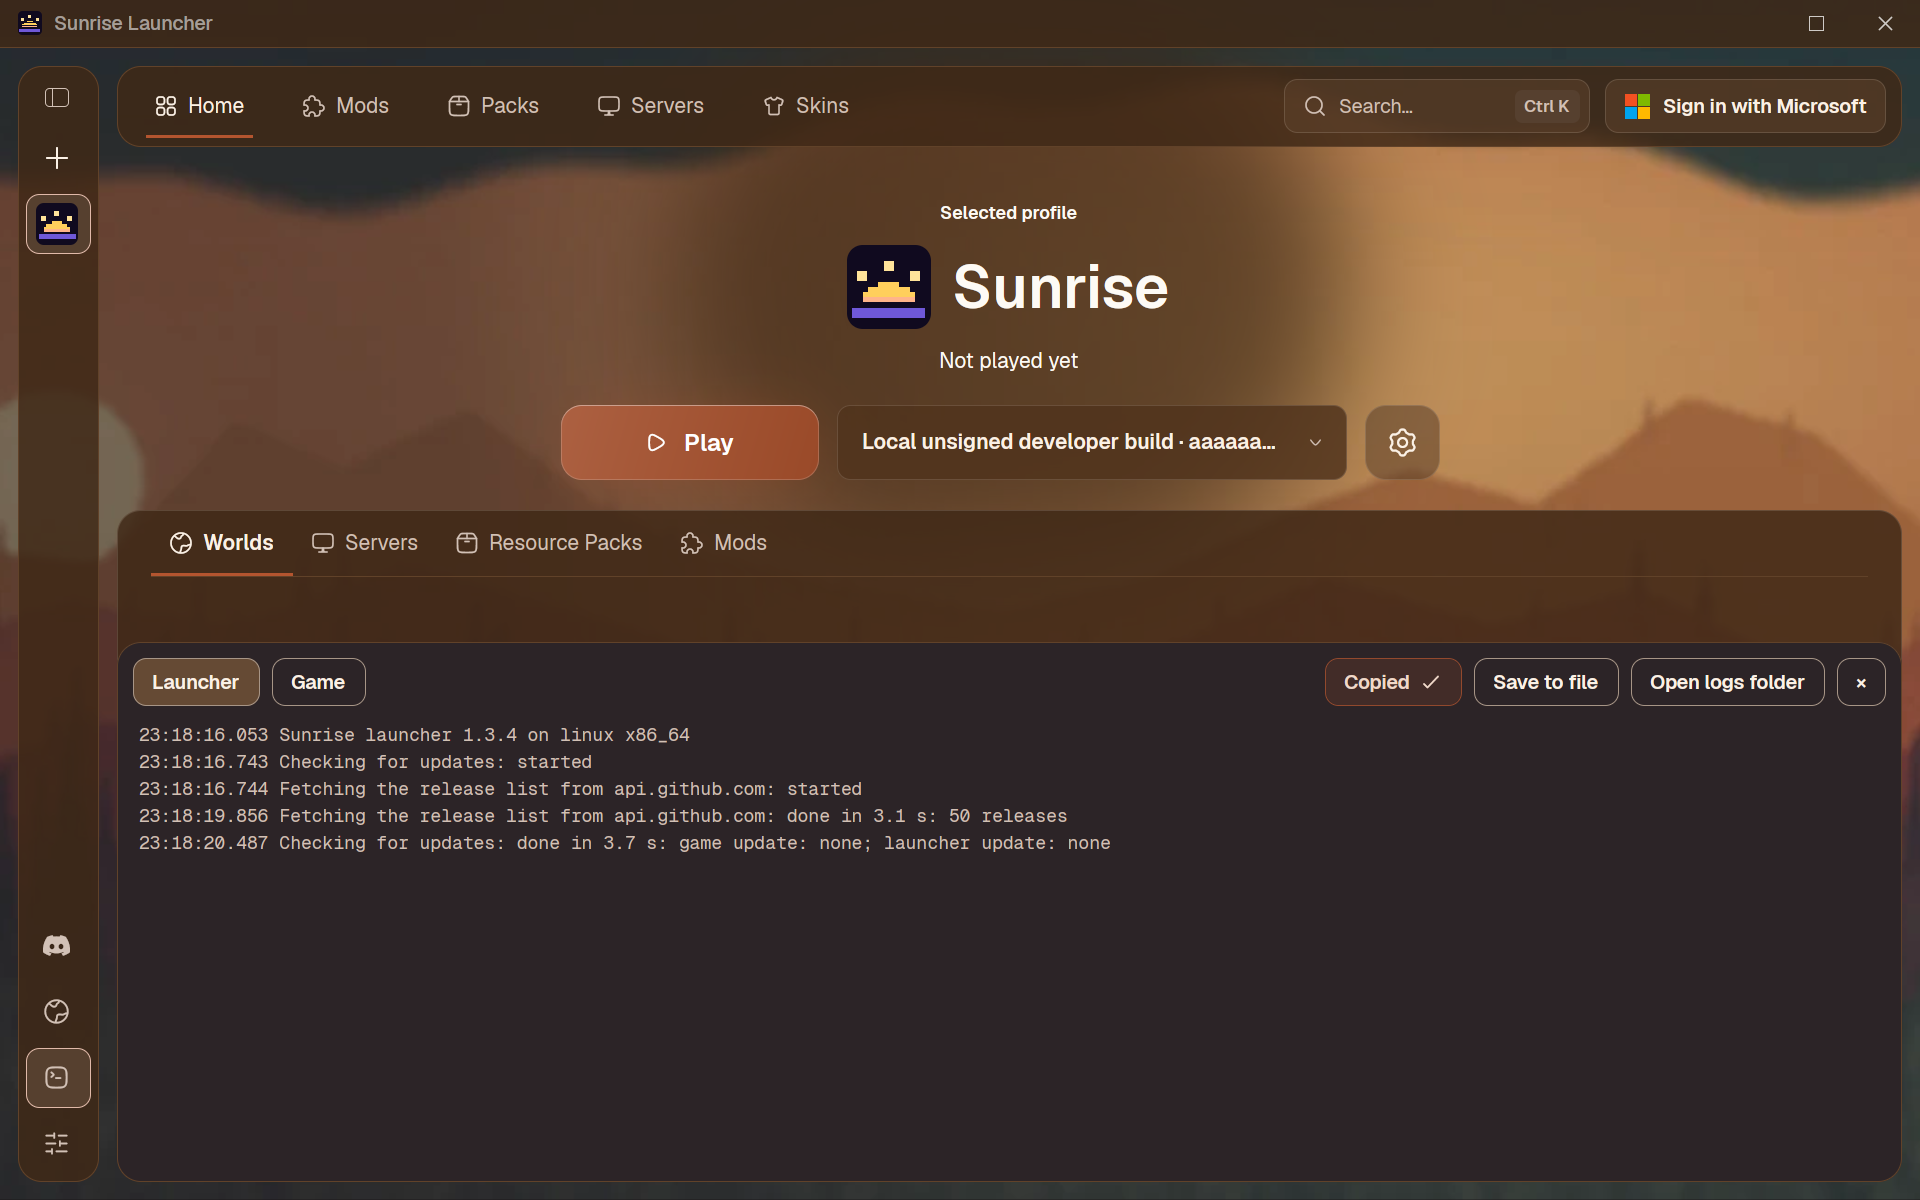 Sunrise Launcher
Home
Mods
Packs
Servers
Skins
Search...
Ctrl K
Sign in with Microsoft
Selected profile
Sunrise
Not played yet
Play
Local unsigned developer build · aaaaaa...
Worlds
Servers
Resource Packs
Mods
Launcher
Game
Copied
Save to file
Open logs folder
×
23:18:16.053 Sunrise launcher 1.3.4 on linux x86_64
23:18:16.743 Checking for updates: started
23:18:16.744 Fetching the release list from api.github.com: started
23:18:19.856 Fetching the release list from api.github.com: done in 3.1 s: 50 releases
23:18:20.487 Checking for updates: done in 3.7 s: game update: none; launcher update: none